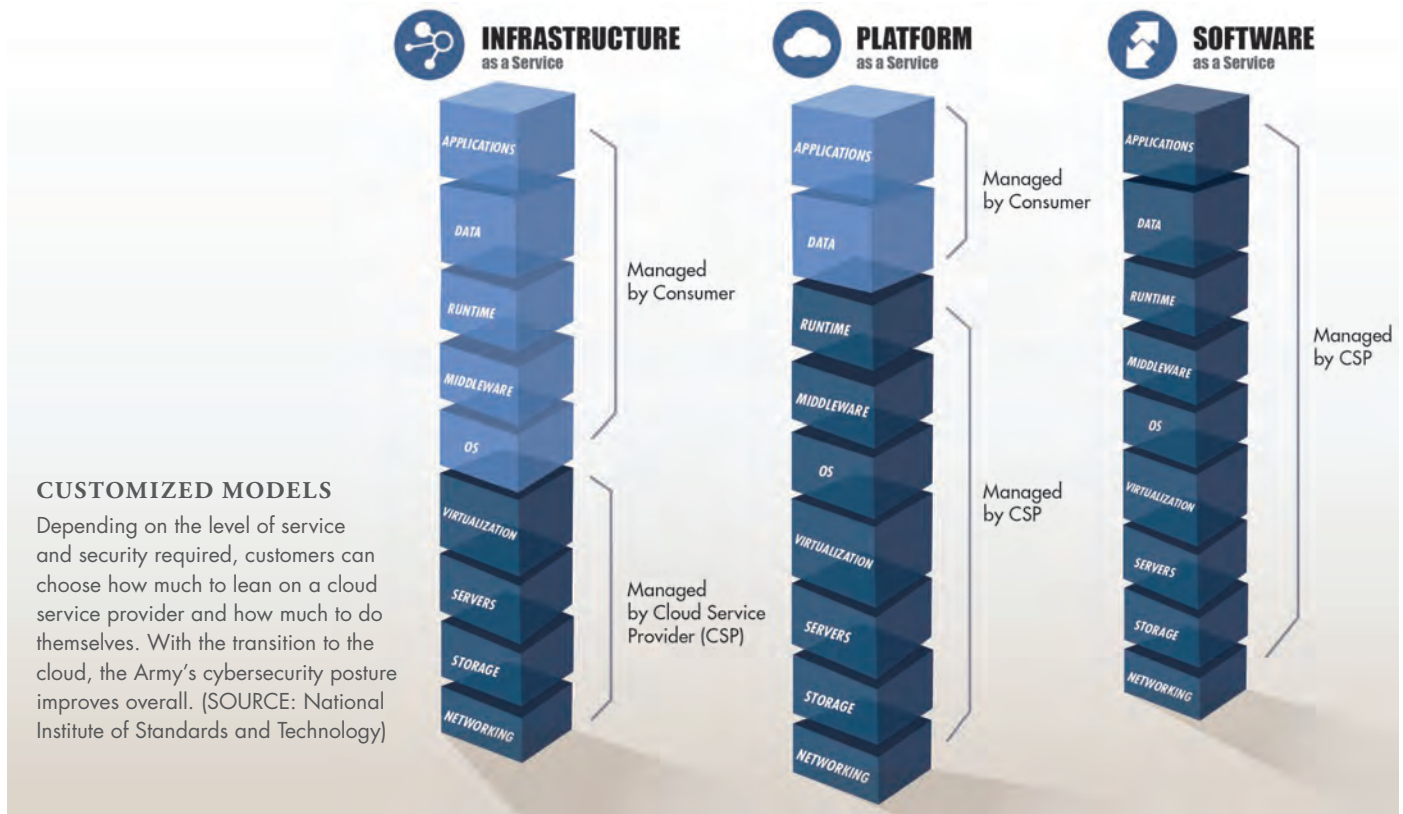 INFRASTRUCTURE
as a Service
APPLICATIONS
DATA
RUNTIME
MIDDLEWARE
OS
VIRTUALIZATION
SERVERS
STORAGE
NETWORKING
Managed
by Consumer
Managed
by Cloud Service
Provider (CSP)
PLATFORM
as a Service
APPLICATIONS
DATA
RUNTIME
MIDDLEWARE
OS
VIRTUALIZATION
SERVERS
STORAGE
NETWORKING
Managed
by Consumer
Managed
by CSP
SOFTWARE
as a Service
APPLICATIONS
DATA
RUNTIME
MIDDLEWARE
OS
VIRTUALIZATION
SERVERS
STORAGE
NETWORKING
Managed
by CSP
CUSTOMIZED MODELS
Depending on the level of service
and security required, customers can
choose how much to lean on a cloud
service provider and how much to do
themselves. With the transition to the
cloud, the Army’s cybersecurity posture
improves overall. (SOURCE: National
Institute of Standards and Technology)